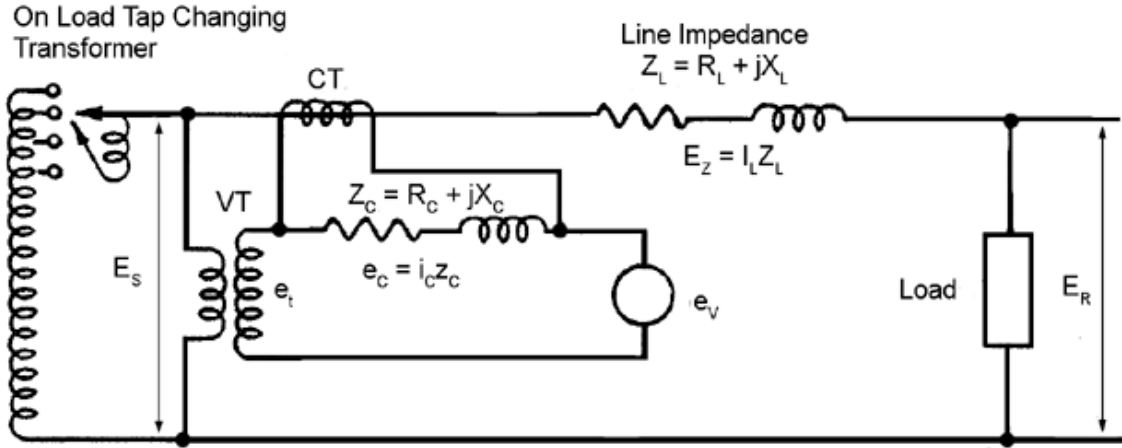 On Load Tap Changing
Transformer
Line Impedance
Z_L = R_L + jX_L
CT
E_Z = I_L Z_L
VT
Z_C = R_C + jX_C
E_S
e_t
e_C = i_C z_C
e_V
Load
E_R